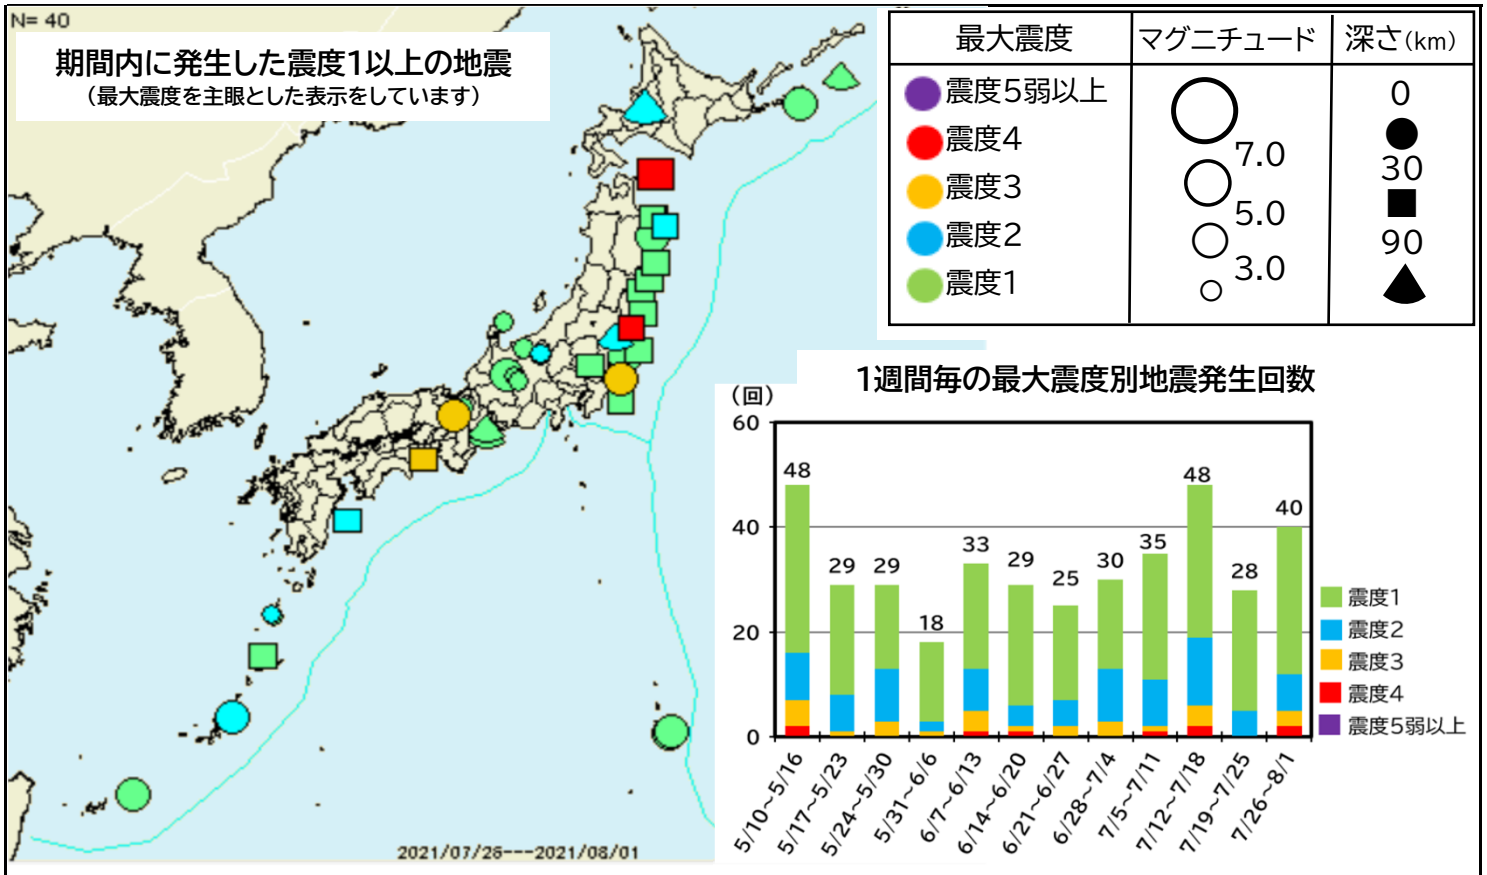 N= 40
期間内に発生した震度1以上の地震
（最大震度を主眼とした表示をしています）
最大震度 マグニチュード 深さ(km)
震度5弱以上
震度4
震度3
震度2
震度1
7.0
5.0
3.0
0
30
90
1週間毎の最大震度別地震発生回数
(回)
60
40
20
0
48
29
29
18
33
29
25
30
35
48
28
40
5/10～5/16
5/17～5/23
5/24～5/30
5/31～6/6
6/7～6/13
6/14～6/20
6/21～6/27
6/28～7/4
7/5～7/11
7/12～7/18
7/19～7/25
7/26～8/1
震度1
震度2
震度3
震度4
震度5弱以上
2021/07/26---2021/08/01